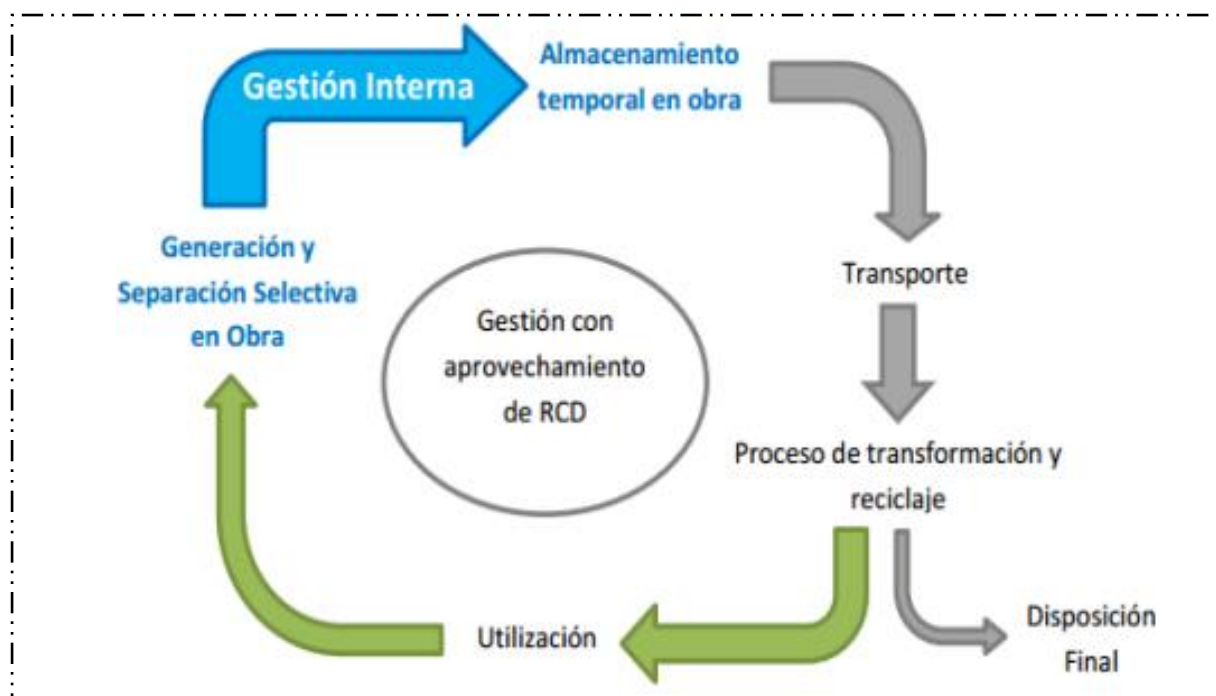 Gestión Interna
Almacenamiento
temporal en obra
Generación y
Separación Selectiva
en Obra
Gestión con
aprovechamiento
de RCD
Transporte
Proceso de transformación y
reciclaje
Utilización
Disposición
Final